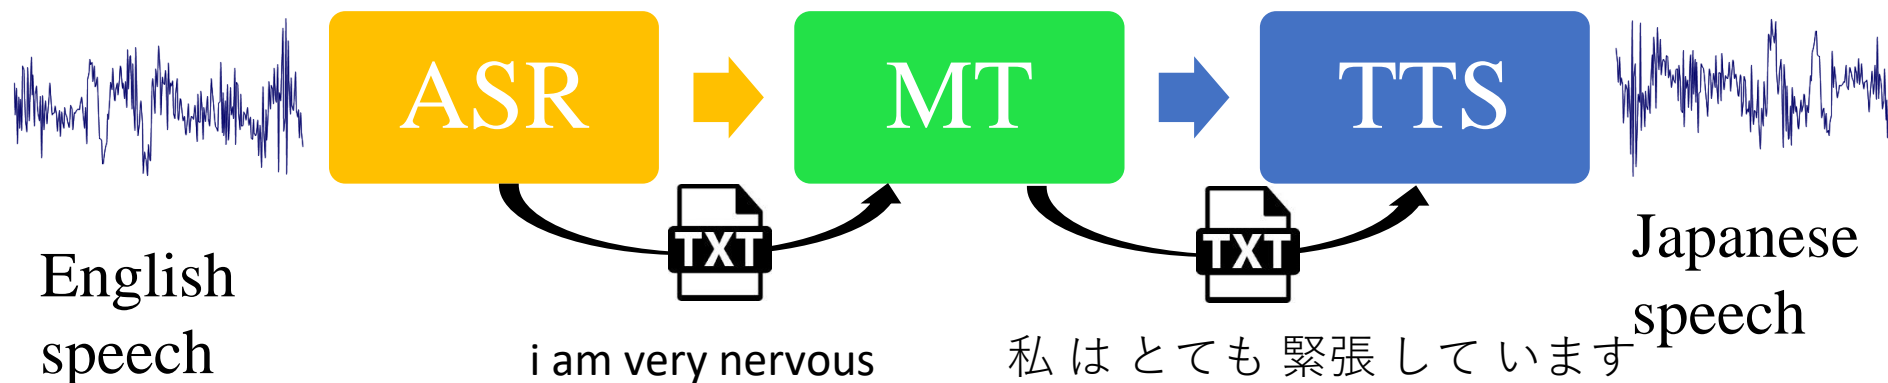 ASR
MT
TTS
TXT
TXT
English
speech
i am very nervous
私 は とても 緊張 して います
Japanese
speech